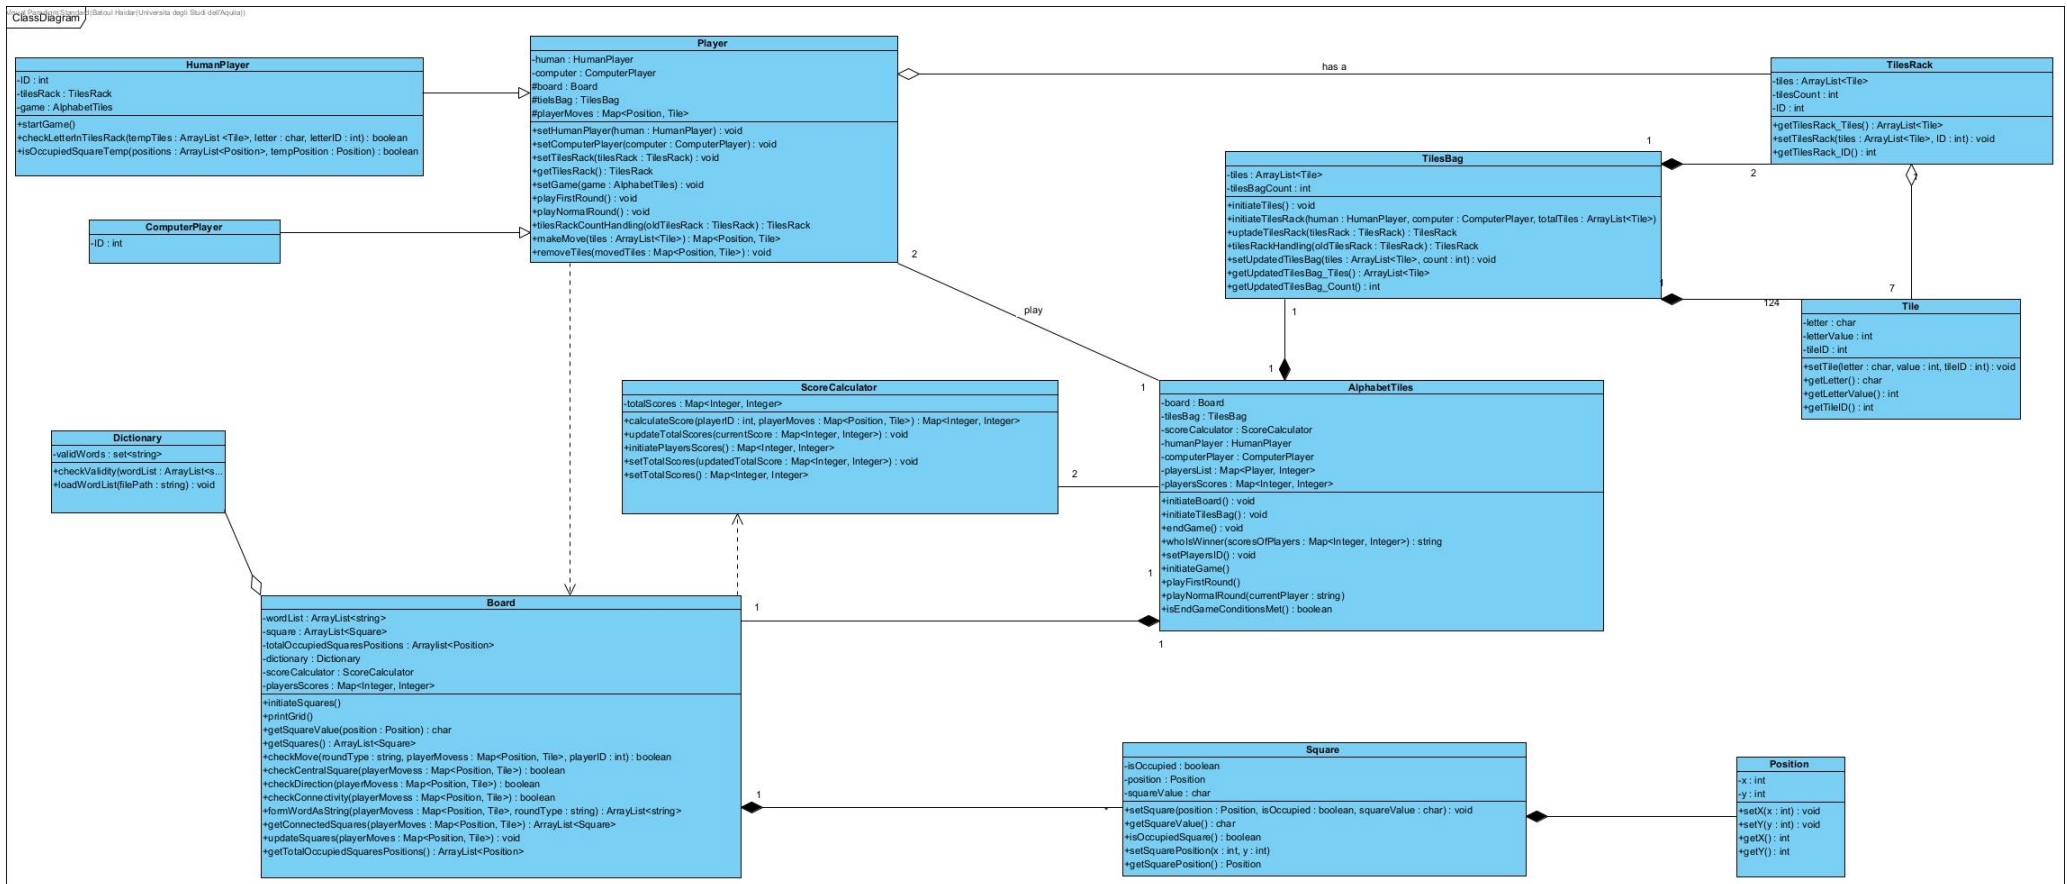 Visual Paradigm Standard(Batoul Haidar(Universita degli Studi dell'Aquila))
ClassDiagram
HumanPlayer
-ID : int
-tilesRack : TilesRack
-game : AlphabetTiles
+startGame()
+checkLetterInTilesRack(tempTiles : ArrayList <Tile>, letter : char, letterID : int) : boolean
+isOccupiedSquareTemp(positions : ArrayList<Position>, tempPosition : Position) : boolean
ComputerPlayer
-ID : int
Player
-human : HumanPlayer
-computer : ComputerPlayer
#board : Board
#tielsBag : TilesBag
#playerMoves : Map<Position, Tile>
+setHumanPlayer(human : HumanPlayer) : void
+setComputerPlayer(computer : ComputerPlayer) : void
+setTilesRack(tilesRack : TilesRack) : void
+getTilesRack() : TilesRack
+setGame(game : AlphabetTiles) : void
+playFirstRound() : void
+playNormalRound() : void
+tilesRackCountHandling(oldTilesRack : TilesRack) : TilesRack
+makeMove(tiles : ArrayList<Tile>) : Map<Position, Tile>
+removeTiles(movedTiles : Map<Position, Tile>) : void
has a
TilesRack
-tiles : ArrayList<Tile>
-tilesCount : int
-ID : int
+getTilesRack_Tiles() : ArrayList<Tile>
+setTilesRack(tiles : ArrayList<Tile>, ID : int) : void
+getTilesRack_ID() : int
1
2
TilesBag
-tiles : ArrayList<Tile>
-tilesBagCount : int
+initiateTiles() : void
+initiateTilesRack(human : HumanPlayer, computer : ComputerPlayer, totalTiles : ArrayList<Tile>)
+uptadeTilesRack(tilesRack : TilesRack) : TilesRack
+tilesRackHandling(oldTilesRack : TilesRack) : TilesRack
+setUpdatedTilesBag(tiles : ArrayList<Tile>, count : int) : void
+getUpdatedTilesBag_Tiles() : ArrayList<Tile>
+getUpdatedTilesBag_Count() : int
1
124
7
Tile
-letter : char
-letterValue : int
-tileID : int
+setTile(letter : char, value : int, tileID : int) : void
+getLetter() : char
+getLetterValue() : int
+getTileID() : int
2
play
1
1
1
ScoreCalculator
-totalScores : Map<Integer, Integer>
+calculateScore(playerID : int, playerMoves : Map<Position, Tile>) : Map<Integer, Integer>
+updateTotalScores(currentScore : Map<Integer, Integer>) : void
+initiatePlayersScores() : Map<Integer, Integer>
+setTotalScores(updatedTotalScore : Map<Integer, Integer>) : void
+setTotalScores() : Map<Integer, Integer>
2
1
AlphabetTiles
-board : Board
-tilesBag : TilesBag
-scoreCalculator : ScoreCalculator
-humanPlayer : HumanPlayer
-computerPlayer : ComputerPlayer
-playersList : Map<Player, Integer>
-playersScores : Map<Integer, Integer>
+initiateBoard() : void
+initiateTilesBag() : void
+endGame() : void
+whoIsWinner(scoresOfPlayers : Map<Integer, Integer>) : string
+setPlayersID() : void
+initiateGame()
+playFirstRound()
+playNormalRound(currentPlayer : string)
+isEndGameConditionsMet() : boolean
1
1
Dictionary
-validWords : set<string>
+checkValidity(wordList : ArrayList<s...
+loadWordList(filePath : string) : void
Board
-wordList : ArrayList<string>
-square : ArrayList<Square>
-totalOccupiedSquaresPositions : Arraylist<Position>
-dictionary : Dictionary
-scoreCalculator : ScoreCalculator
-playersScores : Map<Integer, Integer>
+initiateSquares()
+printGrid()
+getSquareValue(position : Position) : char
+getSquares() : ArrayList<Square>
+checkMove(roundType : string, playerMovess : Map<Position, Tile>, playerID : int) : boolean
+checkCentralSquare(playerMovess : Map<Position, Tile>) : boolean
+checkDirection(playerMovess : Map<Position, Tile>) : boolean
+checkConnectivity(playerMovess : Map<Position, Tile>) : boolean
+formWordAsString(playerMovess : Map<Position, Tile>, roundType : string) : ArrayList<string>
+getConnectedSquares(playerMoves : Map<Position, Tile>) : ArrayList<Square>
+updateSquares(playerMoves : Map<Position, Tile>) : void
+getTotalOccupiedSquaresPositions() : ArrayList<Position>
1
*
Square
-isOccupied : boolean
-position : Position
-squareValue : char
+setSquare(position : Position, isOccupied : boolean, squareValue : char) : void
+getSquareValue() : char
+isOccupiedSquare() : boolean
+setSquarePosition(x : int, y : int)
+getSquarePosition() : Position
Position
-x : int
-y : int
+setX(x : int) : void
+setY(y : int) : void
+getX() : int
+getY() : int